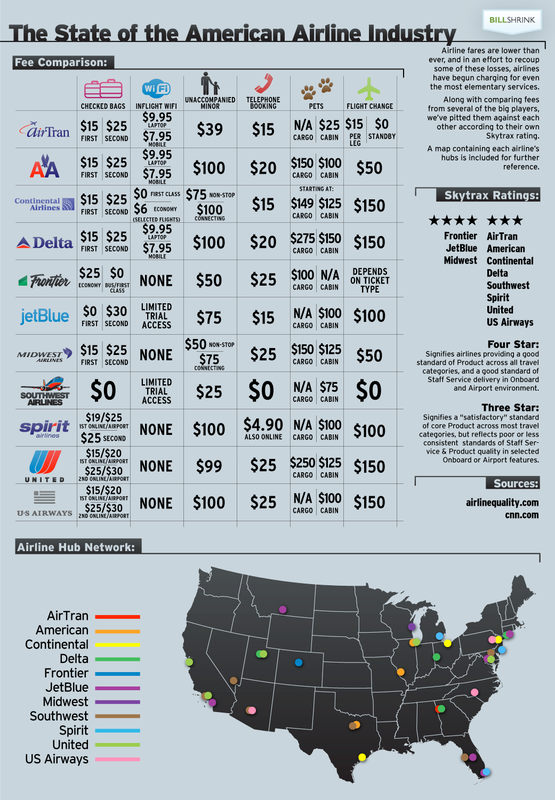 The State of the American Airline Industry
BILLSHRINK
Airline fares are lower than
ever, and in an effort to recoup
some of these losses, airlines
have begun charging for even
the most elementary services.
Along with comparing fees
from several of the big players,
we've pitted them against each
other according to their own
Skytrax rating.
A map containing each airline's
hubs is included for further
reference.
Fee Comparison:
CHECKED BAGS
WiFi
INFLIGHT WIFI
UNACCOMPANIED
MINOR
TELEPHONE
BOOKING
PETS
FLIGHT CHANGE
airTran
$15 $25
FIRST SECOND
$9.95
LAPTOP
$7.95
MOBILE
$39
$15
N/A $25
CARGO CABIN
$15 $0
PER STANDBY
LEG
AA
$15 $25
FIRST SECOND
$9.95
LAPTOP
$7.95
MOBILE
$100
$20
$150 $100
CARGO CABIN
$50
Continental
Airlines
$15 $25
FIRST SECOND
$0 FIRST CLASS
$6 ECONOMY
(SELECTED FLIGHTS)
$75 NON-STOP
$100
CONNECTING
$15
STARTING AT:
$149 $125
CARGO CABIN
$150
Delta
$15 $25
FIRST SECOND
$9.95
LAPTOP
$7.95
MOBILE
$100
$20
$275 $150
CARGO CABIN
$150
Frontier
$25 $0
ECONOMY BUS/FIRST
CLASS
NONE
$50
$25
$100 N/A
CARGO CABIN
DEPENDS
ON TICKET
TYPE
jetBlue
$0 $30
FIRST SECOND
LIMITED
TRIAL
ACCESS
$75
$15
N/A $100
CARGO CABIN
$100
MIDWEST
AIRLINES
$15 $25
FIRST SECOND
NONE
$50 NON-STOP
$75
CONNECTING
$25
$150 $125
CARGO CABIN
$50
SOUTHWEST
AIRLINES
$0
LIMITED
TRIAL
ACCESS
$25
$0
N/A $75
CARGO CABIN
$0
spirit
airlines
$19/$25
1ST ONLINE/AIRPORT
$25 SECOND
NONE
$100
$4.90
ALSO ONLINE
N/A $100
CARGO CABIN
$100
UNITED
$15/$20
1ST ONLINE/AIRPORT
$25/$30
2ND ONLINE/AIRPORT
NONE
$99
$25
$250 $125
CARGO CABIN
$150
U·S AIRWAYS
$15/$20
1ST ONLINE/AIRPORT
$25/$30
2ND ONLINE/AIRPORT
NONE
$100
$25
N/A $100
CARGO CABIN
$150
Skytrax Ratings:
★★★★ ★★★
Frontier AirTran
JetBlue American
Midwest Continental
Delta
Southwest
Spirit
United
US Airways
Four Star:
Signifies airlines providing a good
standard of Product across all travel
categories, and a good standard of
Staff Service delivery in Onboard
and Airport environment.
Three Star:
Signifies a "satisfactory" standard
of core Product across most travel
categories, but reflects poor or less
consistent standards of Staff Ser-
vice & Product quality in selected
Onboard or Airport features.
Sources:
airlinequality.com
cnn.com
Airline Hub Network:
AirTran
American
Continental
Delta
Frontier
JetBlue
Midwest
Southwest
Spirit
United
US Airways